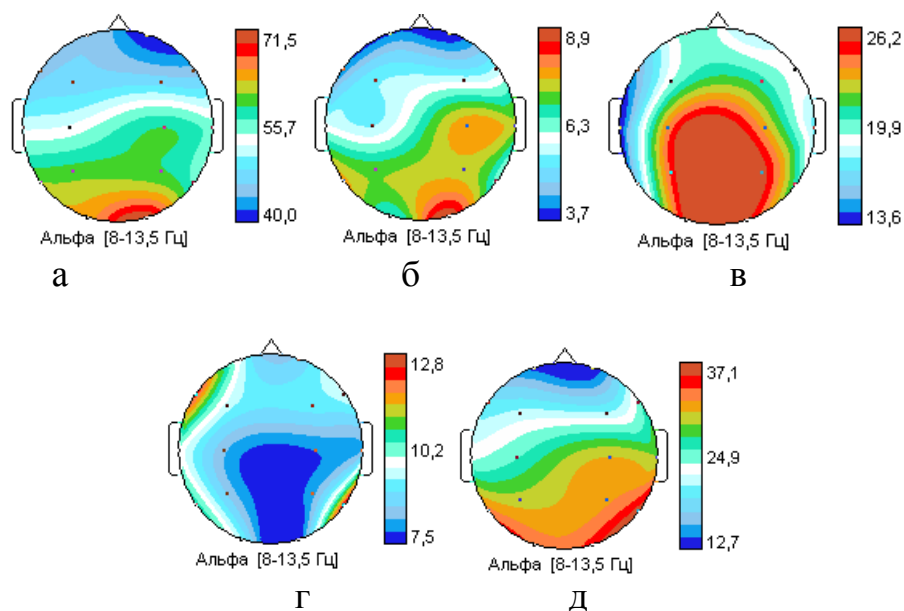 71,5
55,7
40,0
Альфа [8-13,5 Гц]
а
8,9
6,3
3,7
Альфа [8-13,5 Гц]
б
26,2
19,9
13,6
Альфа [8-13,5 Гц]
в
12,8
10,2
7,5
Альфа [8-13,5 Гц]
г
37,1
24,9
12,7
Альфа [8-13,5 Гц]
д